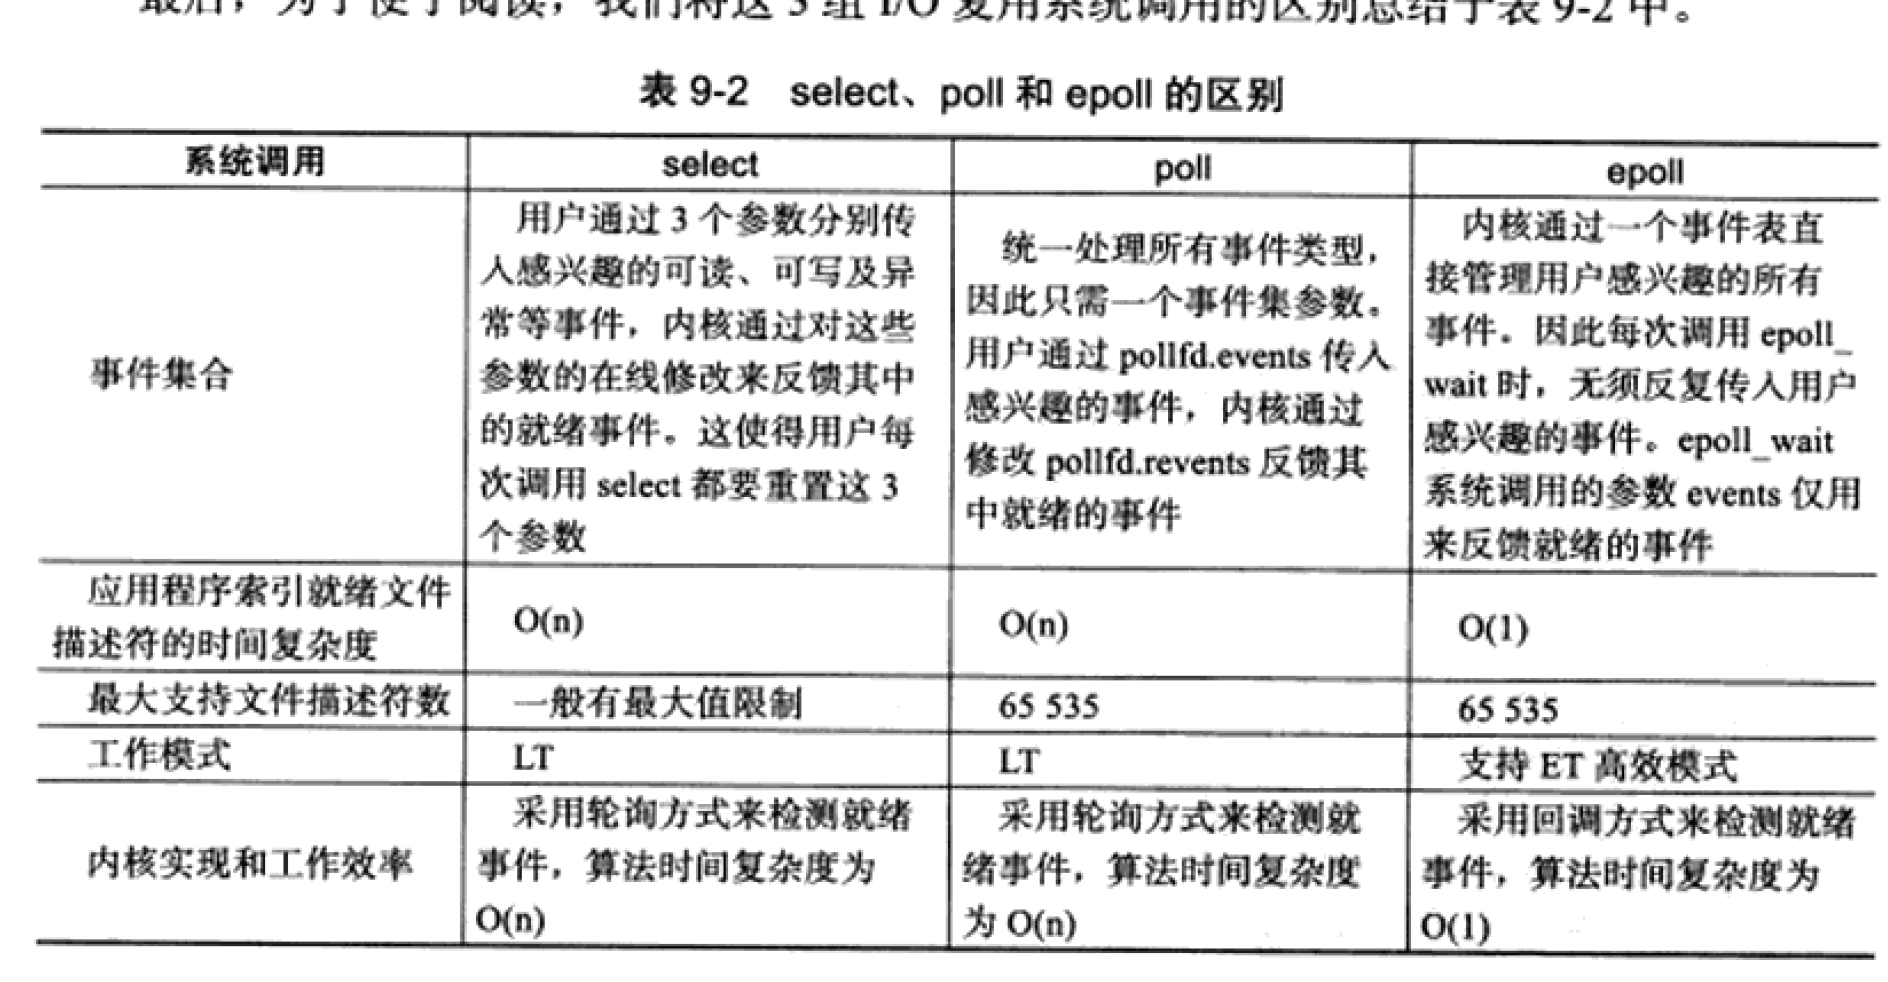 最后，为了便于阅读，我们将这 3 组 I/O 复用系统调用的区别总结于表 9-2 中。
表 9-2 select、poll 和 epoll 的区别
系统调用
select
poll
epoll
事件集合
用户通过 3 个参数分别传
入感兴趣的可读、可写及异
常等事件，内核通过对这些
参数的在线修改来反馈其中
的就绪事件。这使得用户每
次调用 select 都要重置这 3
个参数
统一处理所有事件类型，
因此只需一个事件集参数。
用户通过 pollfd.events 传入
感兴趣的事件，内核通过
修改 pollfd.revents 反馈其
中就绪的事件
内核通过一个事件表直
接管理用户感兴趣的所有
事件。因此每次调用 epoll_
wait 时，无须反复传入用户
感兴趣的事件。epoll_wait
系统调用的参数 events 仅用
来反馈就绪的事件
应用程序索引就绪文件
描述符的时间复杂度
O(n)
O(n)
O(1)
最大支持文件描述符数
一般有最大值限制
65 535
65 535
工作模式
LT
LT
支持 ET 高效模式
内核实现和工作效率
采用轮询方式来检测就绪
事件，算法时间复杂度为
O(n)
采用轮询方式来检测就
绪事件，算法时间复杂度
为 O(n)
采用回调方式来检测就绪
事件，算法时间复杂度为
O(1)